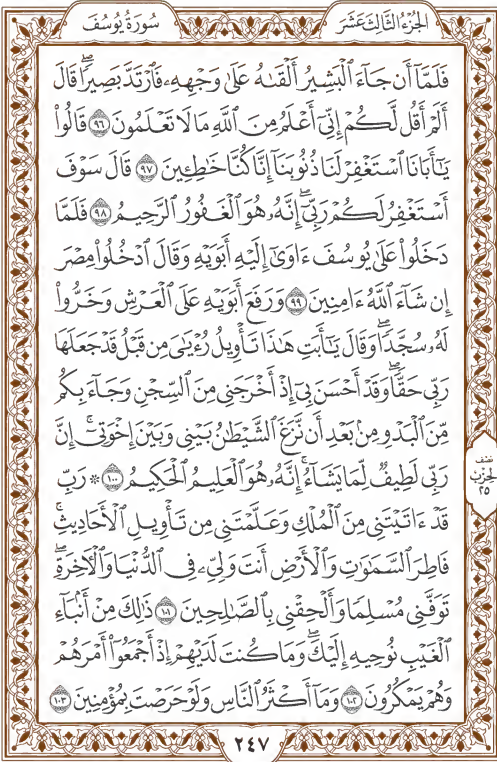 الجزء الثالث عشر
سورة يوسف
فَلَمَّآ أَن جَآءَ ٱلْبَشِيرُ أَلْقَىٰهُ عَلَىٰ وَجْهِهِۦ فَٱرْتَدَّ بَصِيرًاۖ قَالَ
أَلَمْ أَقُل لَّكُمْ إِنِّىٓ أَعْلَمُ مِنَ ٱللَّهِ مَا لَا تَعْلَمُونَ ٩٦ قَالُوا۟
يَـٰٓأَبَانَا ٱسْتَغْفِرْ لَنَا ذُنُوبَنَآ إِنَّا كُنَّا خَـٰطِـِٔينَ ٩٧ قَالَ سَوْفَ
أَسْتَغْفِرُ لَكُمْ رَبِّىٓۖ إِنَّهُۥ هُوَ ٱلْغَفُورُ ٱلرَّحِيمُ ٩٨ فَلَمَّا
دَخَلُوا۟ عَلَىٰ يُوسُفَ ءَاوَىٰٓ إِلَيْهِ أَبَوَيْهِ وَقَالَ ٱدْخُلُوا۟ مِصْرَ
إِن شَآءَ ٱللَّهُ ءَامِنِينَ ٩٩ وَرَفَعَ أَبَوَيْهِ عَلَى ٱلْعَرْشِ وَخَرُّوا۟
لَهُۥ سُجَّدًاۖ وَقَالَ يَـٰٓأَبَتِ هَـٰذَا تَأْوِيلُ رُءْيَـٰىَ مِن قَبْلُ قَدْ جَعَلَهَا
رَبِّى حَقًّاۖ وَقَدْ أَحْسَنَ بِىٓ إِذْ أَخْرَجَنِى مِنَ ٱلسِّجْنِ وَجَآءَ بِكُم
مِّنَ ٱلْبَدْوِ مِنۢ بَعْدِ أَن نَّزَغَ ٱلشَّيْطَـٰنُ بَيْنِى وَبَيْنَ إِخْوَتِىٓۚ إِنَّ
رَبِّى لَطِيفٌ لِّمَا يَشَآءُۚ إِنَّهُۥ هُوَ ٱلْعَلِيمُ ٱلْحَكِيمُ ١٠٠ ۞ رَبِّ
قَدْ ءَاتَيْتَنِى مِنَ ٱلْمُلْكِ وَعَلَّمْتَنِى مِن تَأْوِيلِ ٱلْأَحَادِيثِۚ
فَاطِرَ ٱلسَّمَـٰوَٰتِ وَٱلْأَرْضِ أَنتَ وَلِىِّۦ فِى ٱلدُّنْيَا وَٱلْـَٔاخِرَةِۖ
تَوَفَّنِى مُسْلِمًا وَأَلْحِقْنِى بِٱلصَّـٰلِحِينَ ١٠١ ذَٰلِكَ مِنْ أَنۢبَآءِ
ٱلْغَيْبِ نُوحِيهِ إِلَيْكَۖ وَمَا كُنتَ لَدَيْهِمْ إِذْ أَجْمَعُوٓا۟ أَمْرَهُمْ
وَهُمْ يَمْكُرُونَ ١٠٢ وَمَآ أَكْثَرُ ٱلنَّاسِ وَلَوْ حَرَصْتَ بِمُؤْمِنِينَ ١٠٣
نصف
الحزب
٢٥
٢٤٧